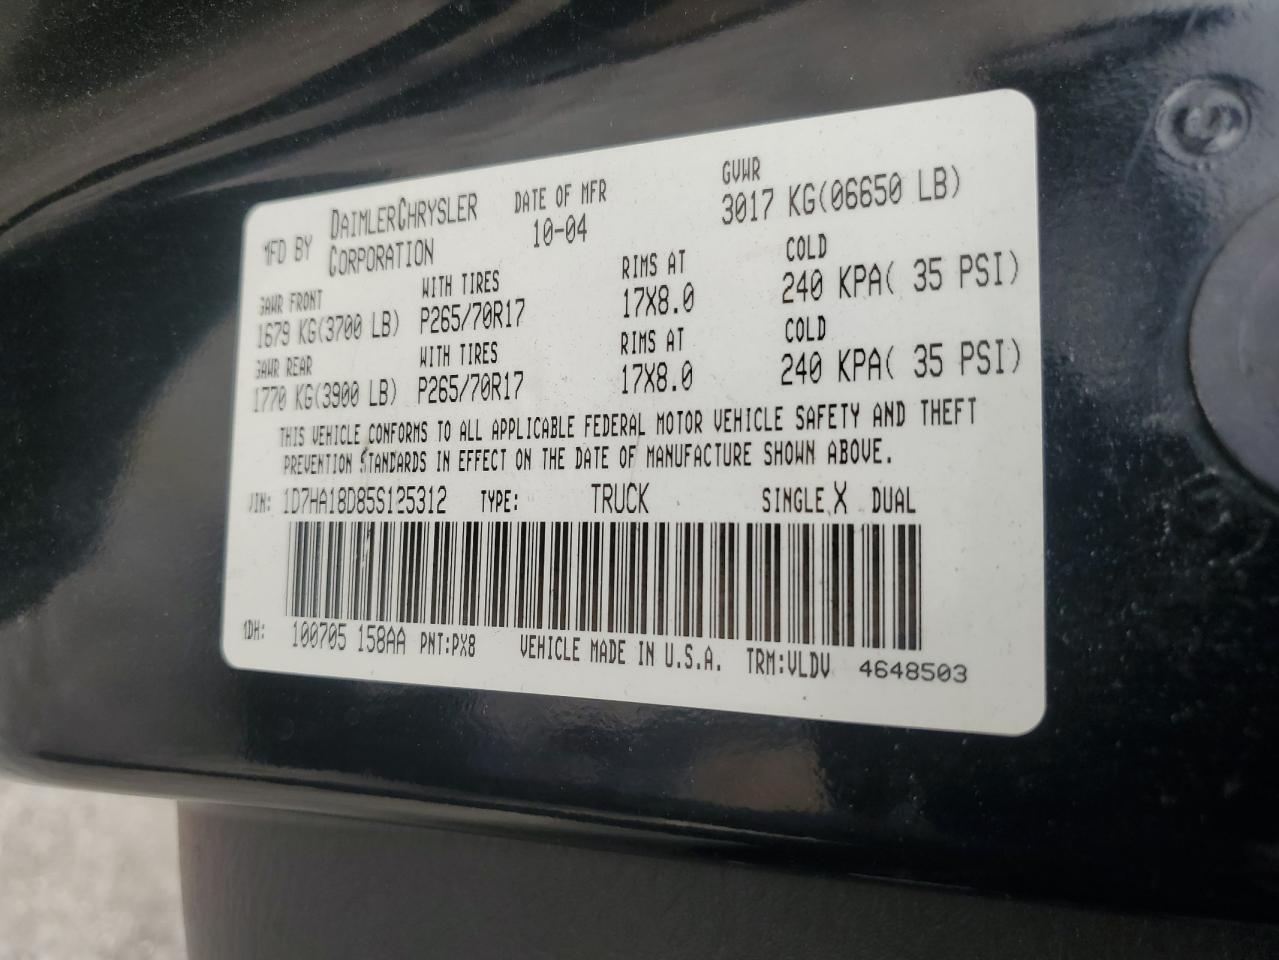 MFD BY DAIMLERCHRYSLER CORPORATION DATE OF MFR 10-04 GVWR 3017 KG(06650 LB)
GAWR FRONT WITH TIRES RIMS AT COLD
1679 KG(3700 LB) P265/70R17 17X8.0 240 KPA( 35 PSI)
GAWR REAR WITH TIRES RIMS AT COLD
1770 KG(3900 LB) P265/70R17 17X8.0 240 KPA( 35 PSI)
THIS VEHICLE CONFORMS TO ALL APPLICABLE FEDERAL MOTOR VEHICLE SAFETY AND THEFT
PREVENTION STANDARDS IN EFFECT ON THE DATE OF MANUFACTURE SHOWN ABOVE.
VIN: 1D7HA18D85S125312 TYPE: TRUCK SINGLE X DUAL
MDH: 100705 158AA PNT:PX8 VEHICLE MADE IN U.S.A. TRM:VLDV 4648503